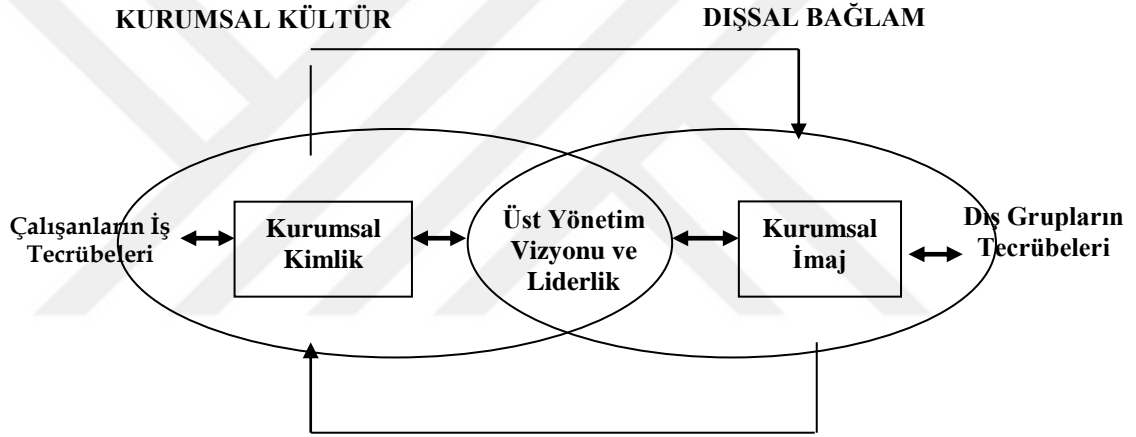 KURUMSAL KÜLTÜR
DIŞSAL BAĞLAM
Çalışanların İş
Tecrübeleri
Kurumsal
Kimlik
Üst Yönetim
Vizyonu ve
Liderlik
Kurumsal
İmaj
Dış Grupların
Tecrübeleri